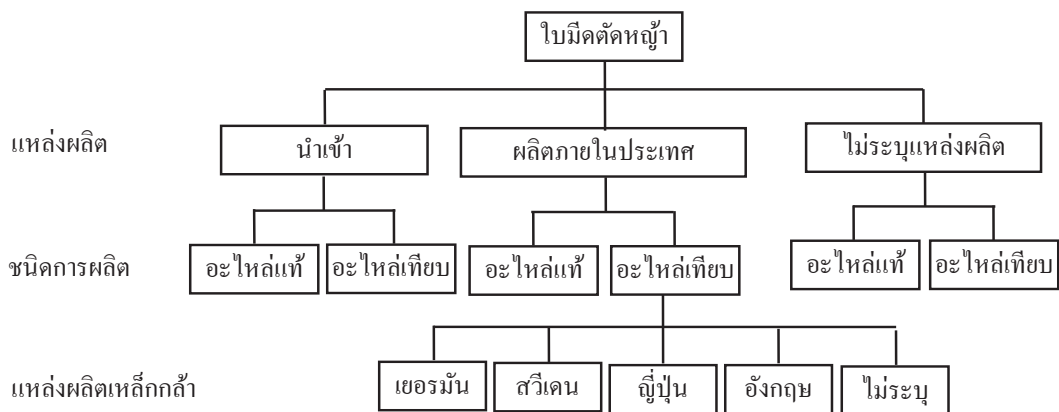 ใบมีดตัดหญ้า
แหล่งผลิต
นำเข้า
ผลิตภายในประเทศ
ไม่ระบุแหล่งผลิต
ชนิดการผลิต
อะไหล่แท้
อะไหล่เทียบ
อะไหล่แท้
อะไหล่เทียบ
อะไหล่แท้
อะไหล่เทียบ
แหล่งผลิตเหล็กกล้า
เยอรมัน
สวีเดน
ญี่ปุ่น
อังกฤษ
ไม่ระบุ